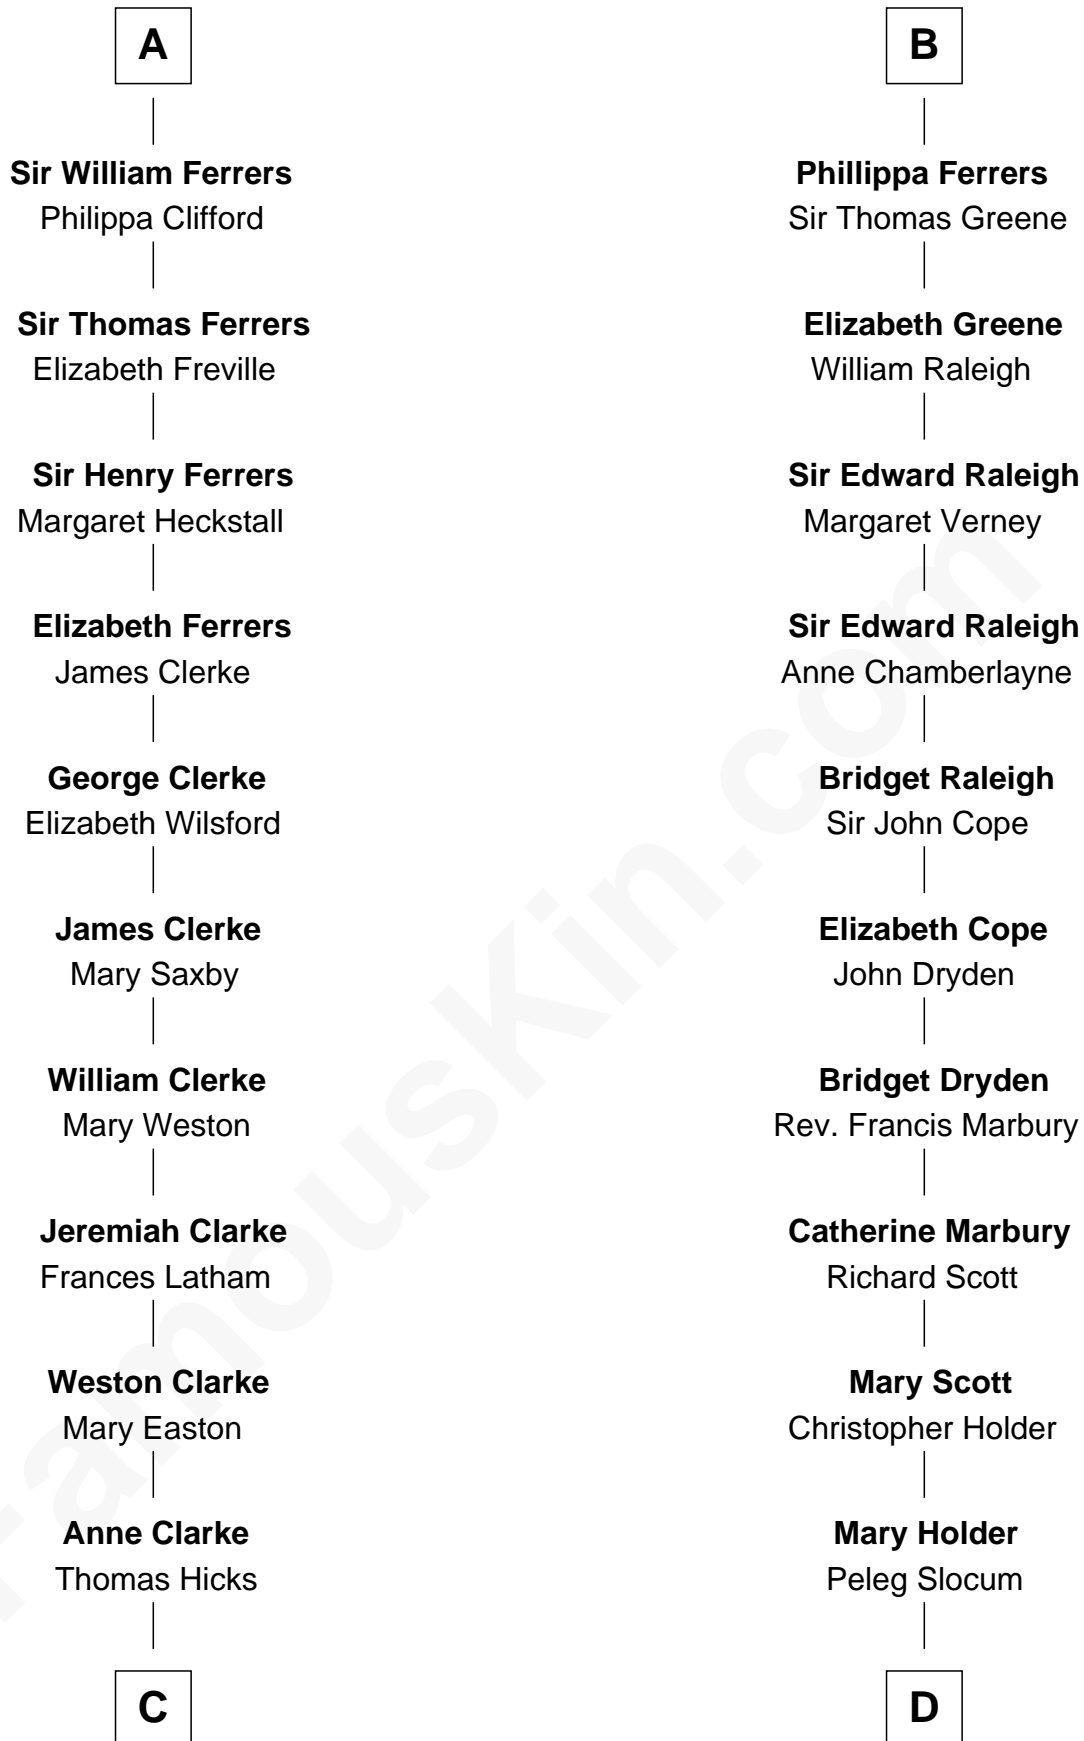 A
Sir William Ferrers
Philippa Clifford
Sir Thomas Ferrers
Elizabeth Freville
Sir Henry Ferrers
Margaret Heckstall
Elizabeth Ferrers
James Clerke
George Clerke
Elizabeth Wilsford
James Clerke
Mary Saxby
William Clerke
Mary Weston
Jeremiah Clarke
Frances Latham
Weston Clarke
Mary Easton
Anne Clarke
Thomas Hicks
C
B
Phillippa Ferrers
Sir Thomas Greene
Elizabeth Greene
William Raleigh
Sir Edward Raleigh
Margaret Verney
Sir Edward Raleigh
Anne Chamberlayne
Bridget Raleigh
Sir John Cope
Elizabeth Cope
John Dryden
Bridget Dryden
Rev. Francis Marbury
Catherine Marbury
Richard Scott
Mary Scott
Christopher Holder
Mary Holder
Peleg Slocum
D
FamousKin.com